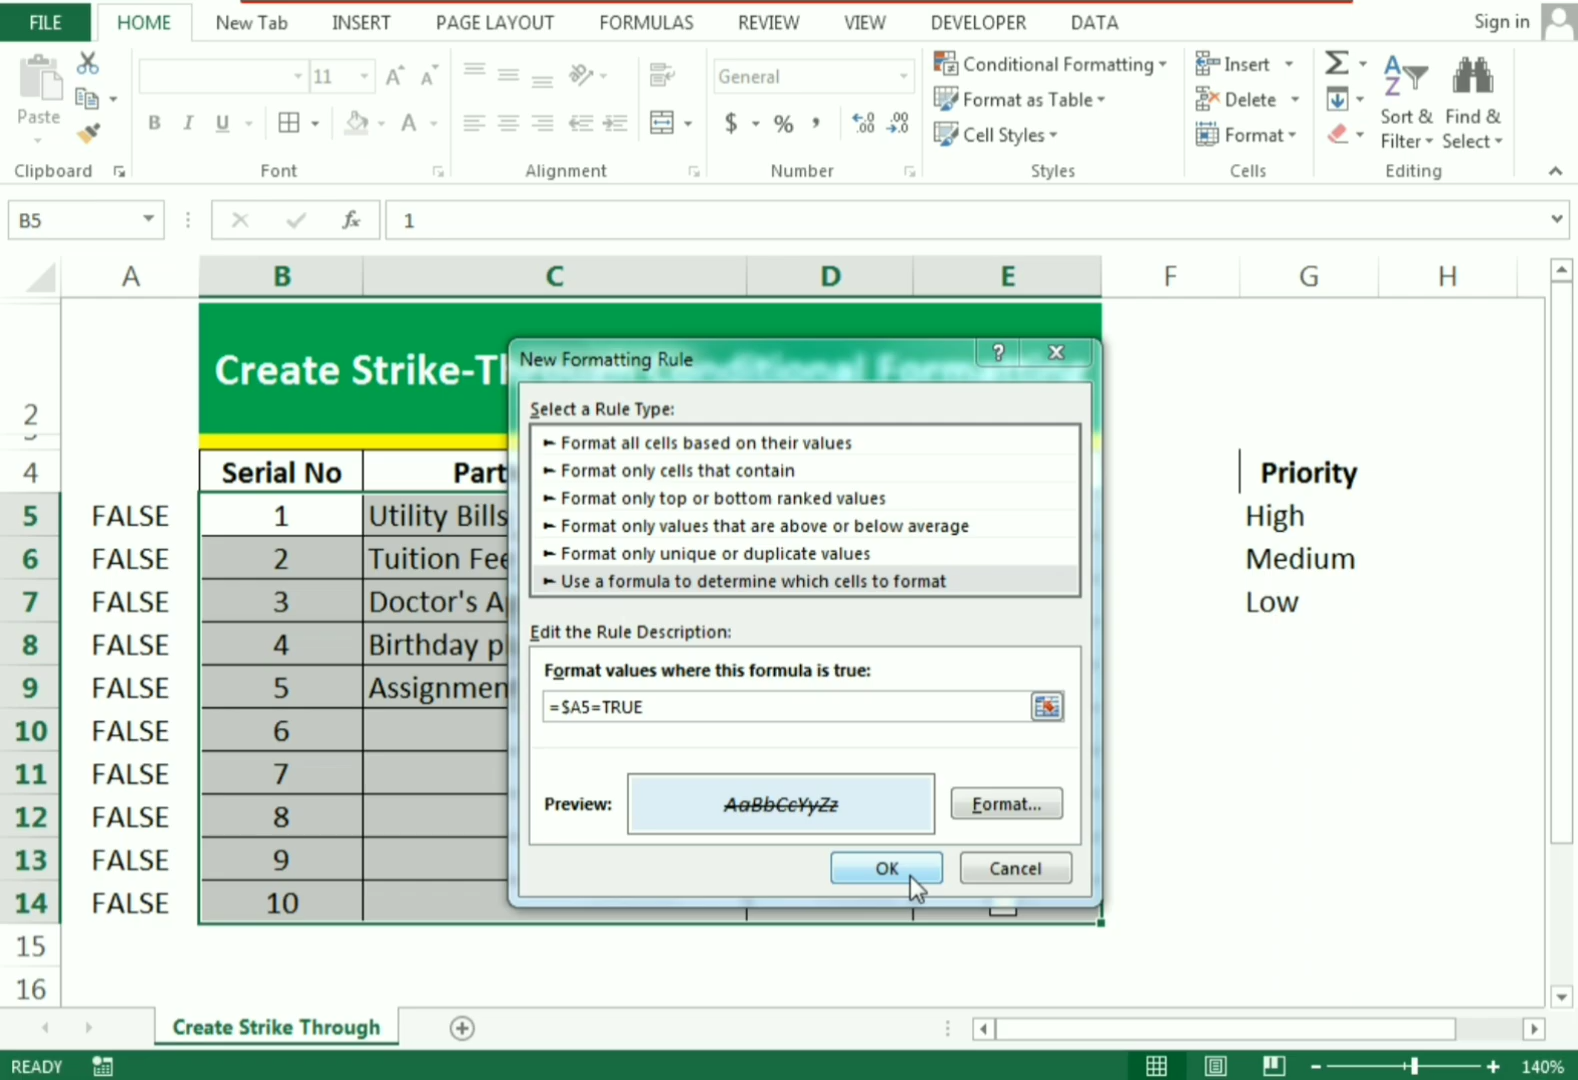 FILE HOME New Tab INSERT PAGE LAYOUT FORMULAS REVIEW VIEW DEVELOPER DATA Sign in
Paste
Clipboard
11
B I U A
Font
Alignment
General
$ % ,
Number
Conditional Formatting
Format as Table
Cell Styles
Styles
Insert
Delete
Format
Cells
Sort & Filter
Find & Select
Editing
B5 fx 1
A B C D E F G H
2 Create Strike-Th
4 Serial No Part Priority
5 FALSE 1 Utility Bills High
6 FALSE 2 Tuition Fee Medium
7 FALSE 3 Doctor's A Low
8 FALSE 4 Birthday p
9 FALSE 5 Assignmen
10 FALSE 6
11 FALSE 7
12 FALSE 8
13 FALSE 9
14 FALSE 10
15
16
New Formatting Rule ?
Select a Rule Type:
► Format all cells based on their values
► Format only cells that contain
► Format only top or bottom ranked values
► Format only values that are above or below average
► Format only unique or duplicate values
► Use a formula to determine which cells to format
Edit the Rule Description:
Format values where this formula is true:
=$A5=TRUE
Preview: AaBbCcYyZz Format...
OK Cancel
Create Strike Through
READY 140%